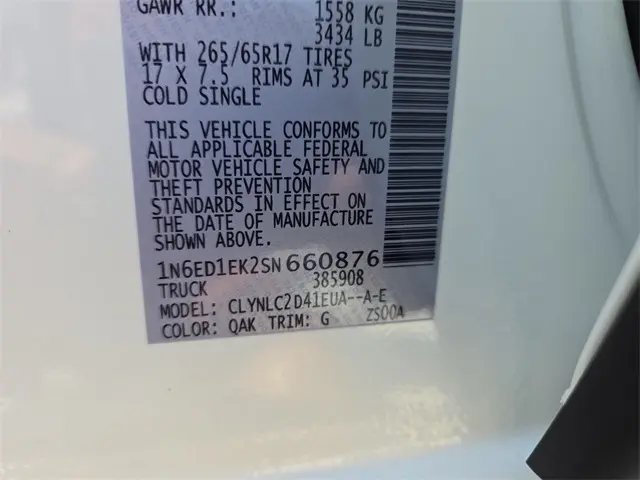 GAWR RR.: 1558 KG
3434 LB
WITH 265/65R17 TIRES
17 X 7.5 RIMS AT 35 PSI
COLD SINGLE
THIS VEHICLE CONFORMS TO
ALL APPLICABLE FEDERAL
MOTOR VEHICLE SAFETY AND
THEFT PREVENTION
STANDARDS IN EFFECT ON
THE DATE OF MANUFACTURE
SHOWN ABOVE.
1N6ED1EK2SN660876
TRUCK 385908
MODEL: CLYNLC2D41EUA--A-E
COLOR: QAK TRIM: G ZS00A